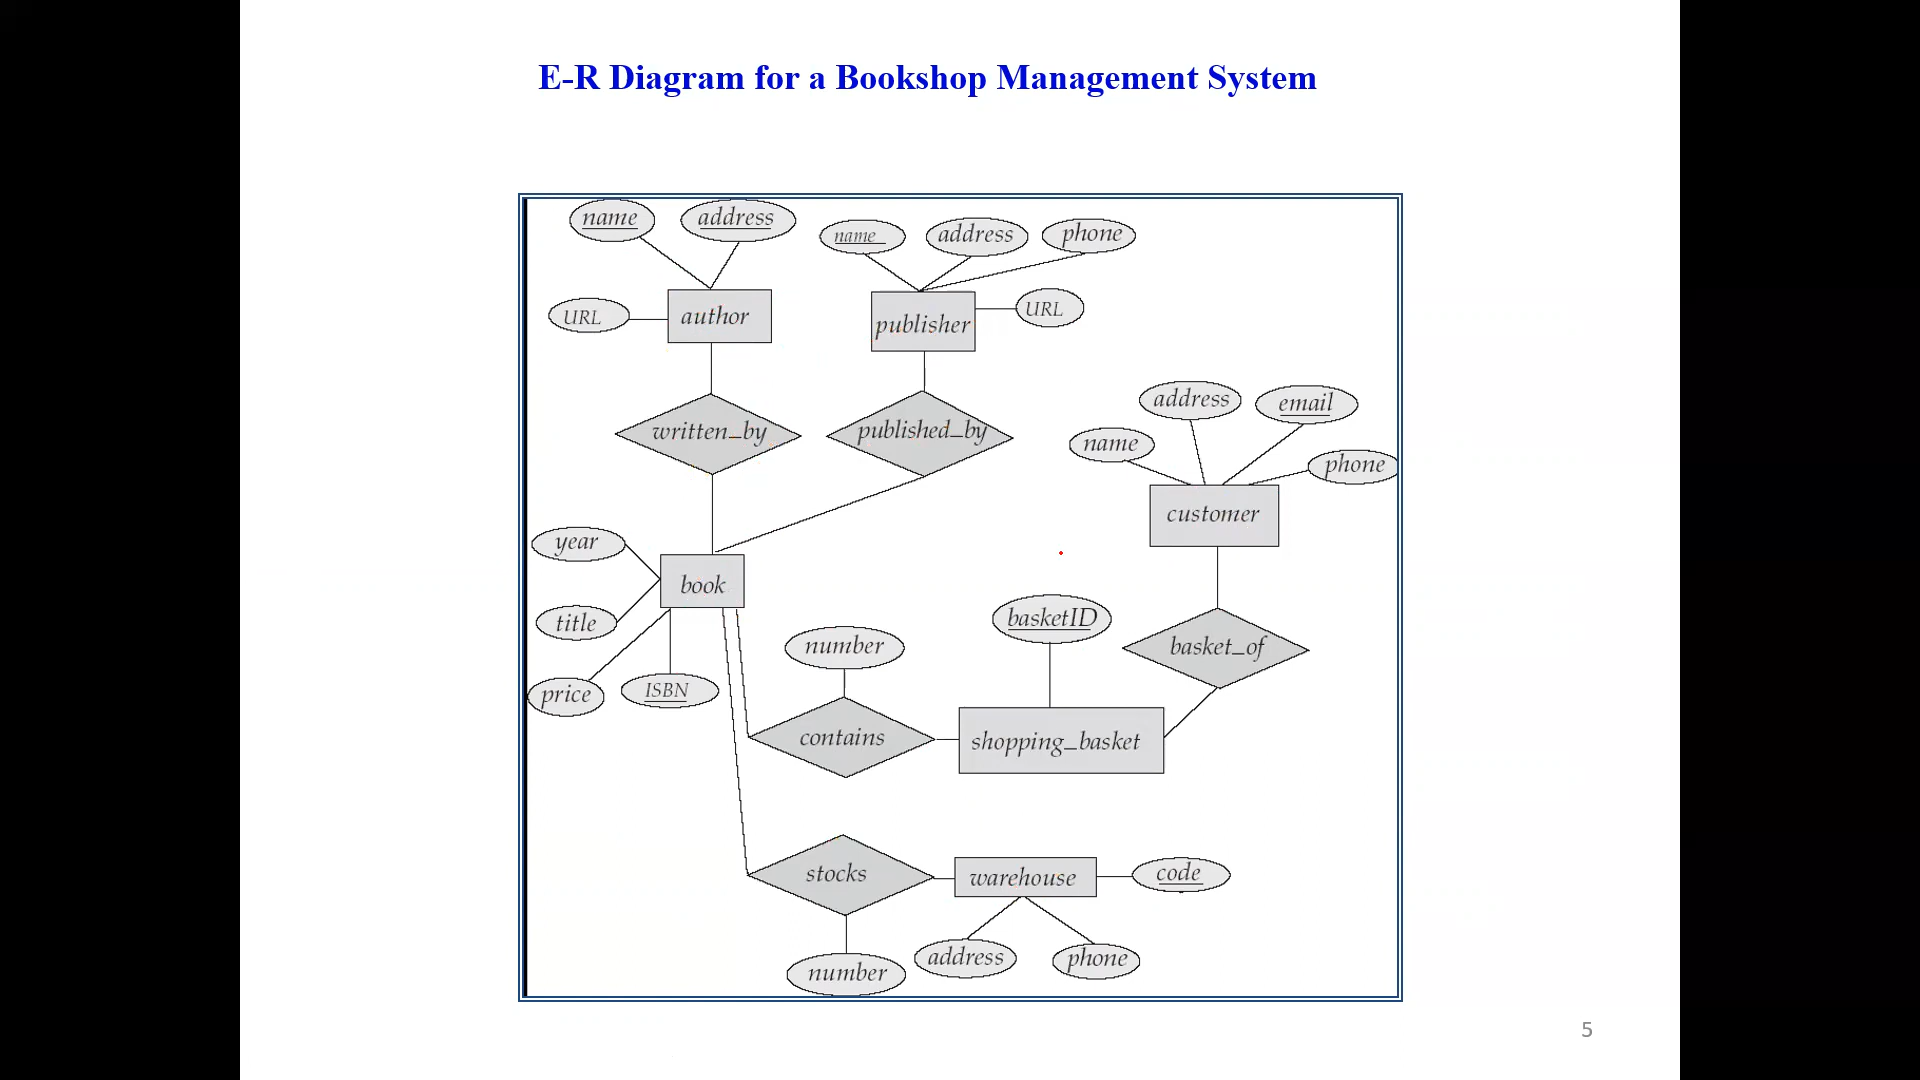 E-R Diagram for a Bookshop Management System
name
address
name
address
phone
URL
author
publisher
URL
written_by
published_by
address
email
name
phone
customer
year
book
title
basketID
number
basket_of
price
ISBN
contains
shopping_basket
stocks
warehouse
code
address
phone
number
5